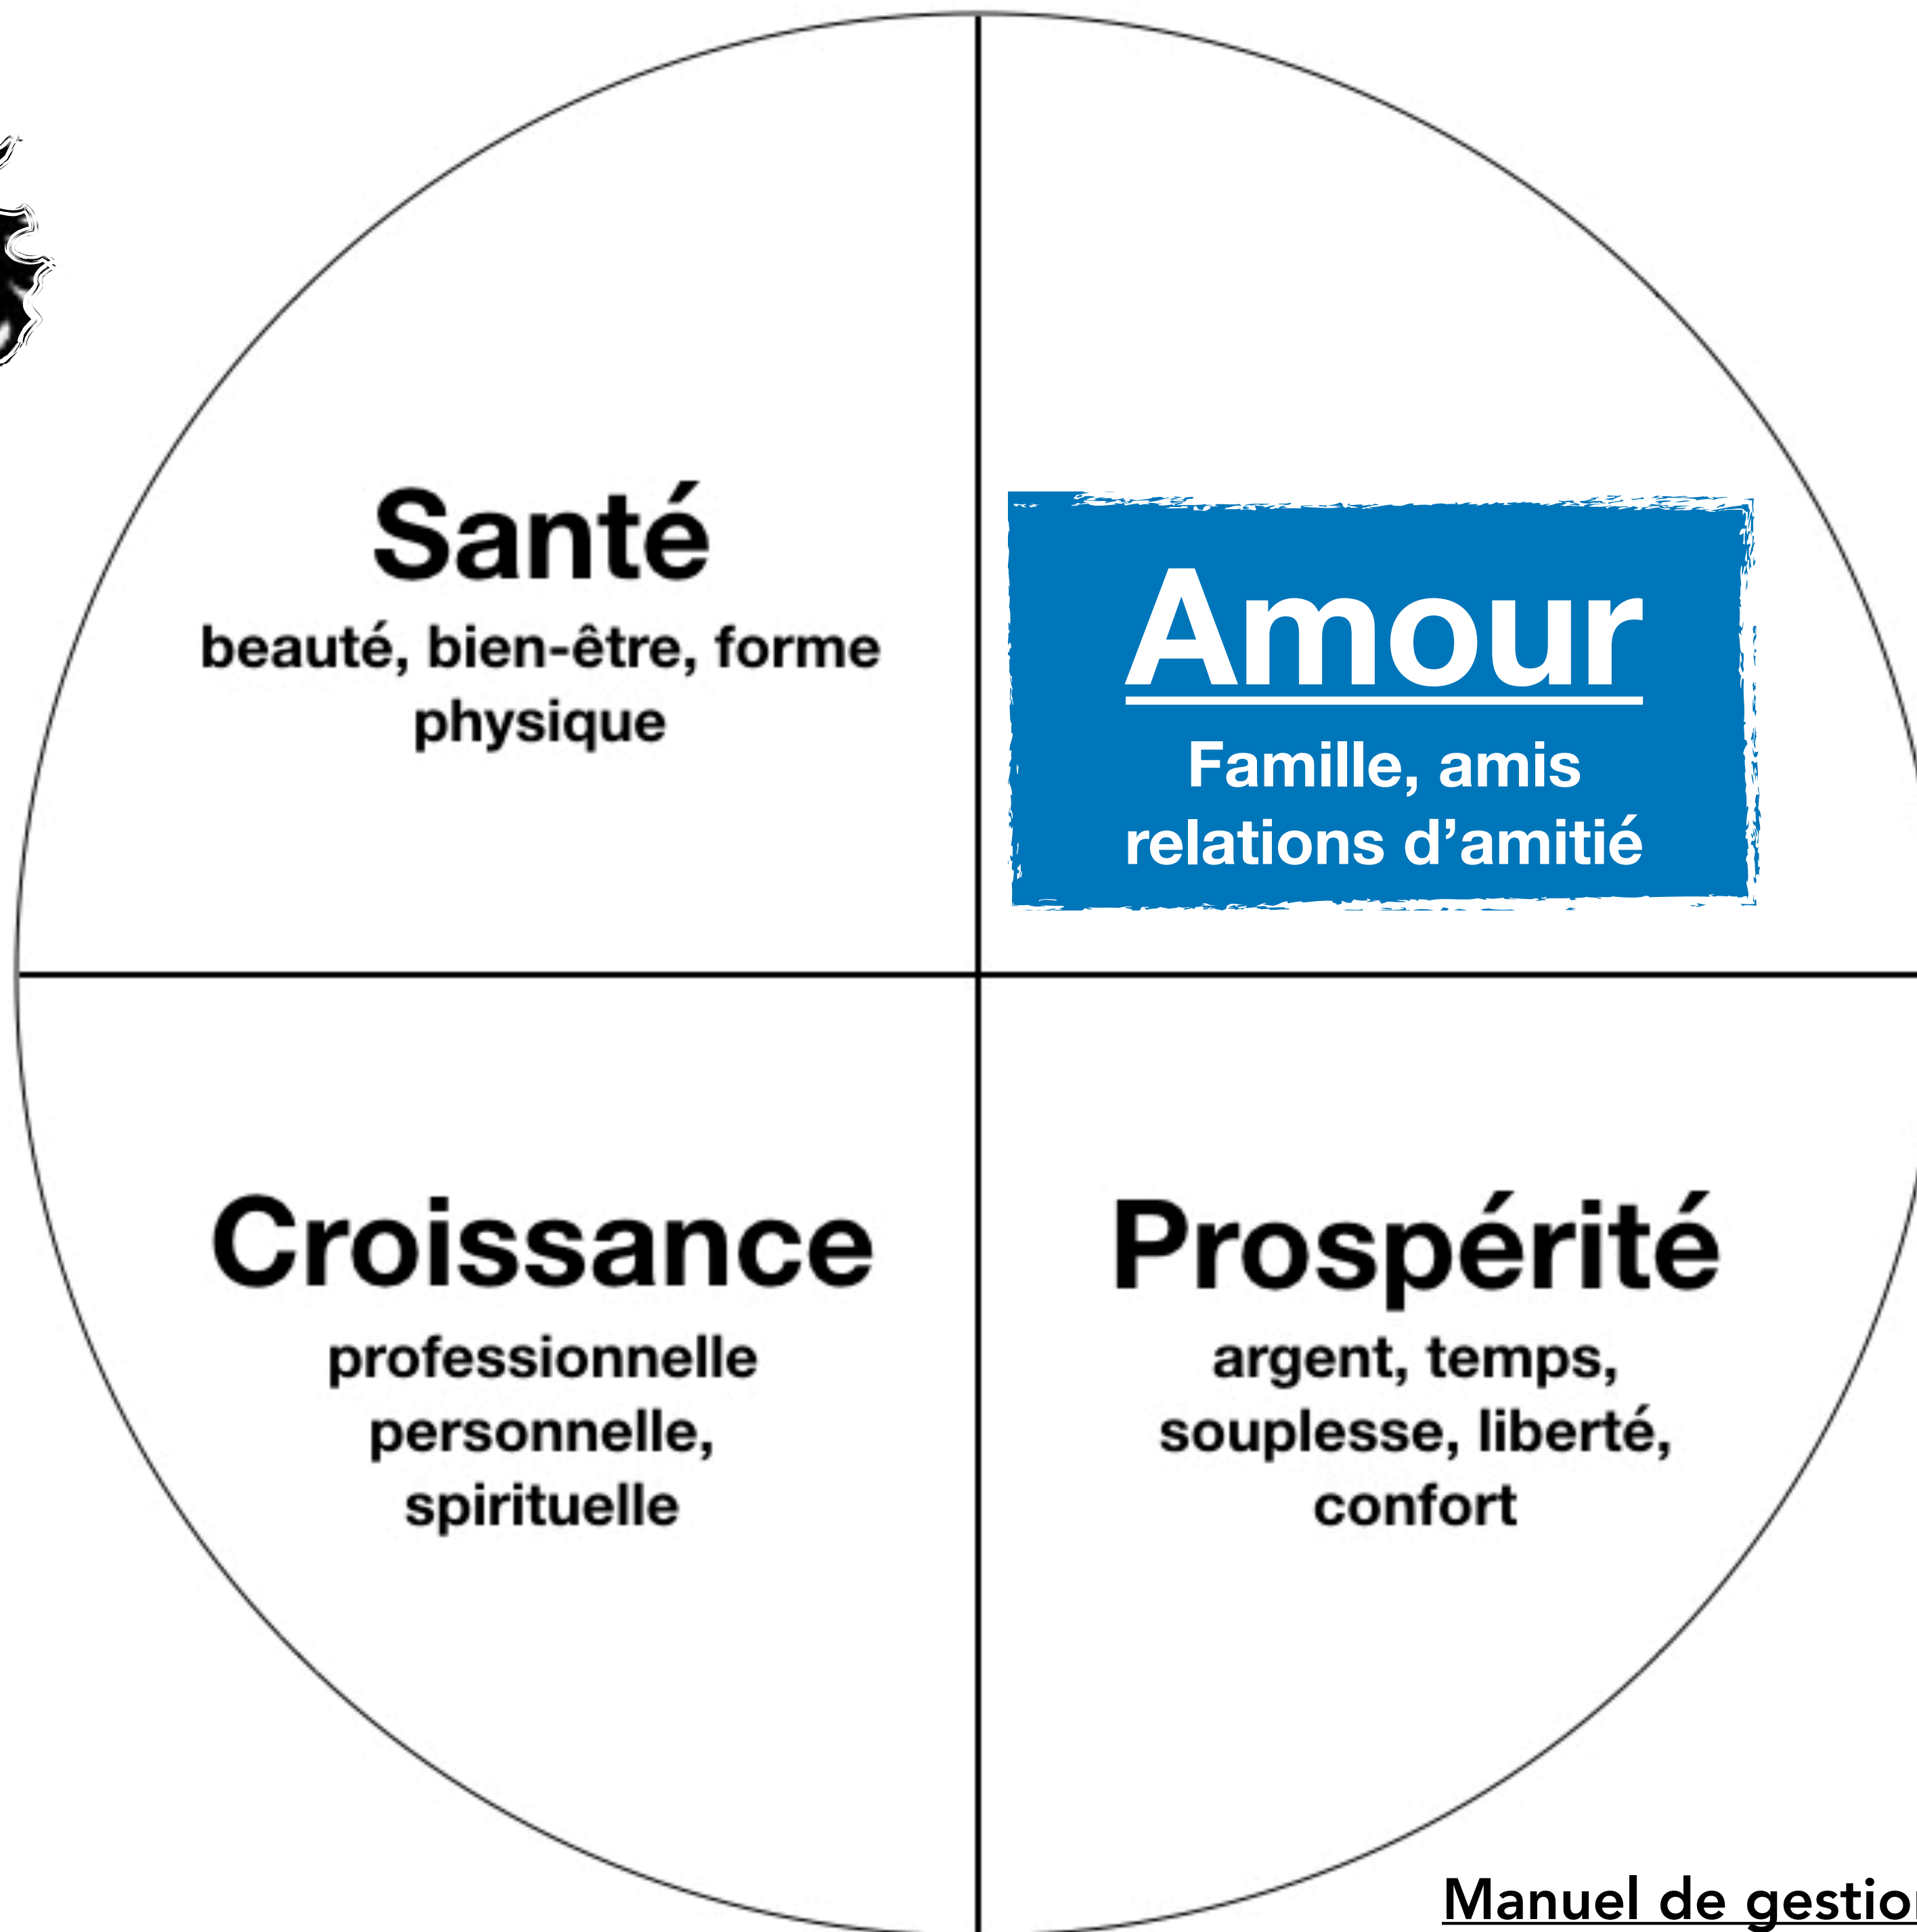 Santé
beauté, bien-être, forme
physique
Amour
Famille, amis
relations d’amitié
Croissance
professionnelle
personnelle,
spirituelle
Prospérité
argent, temps,
souplesse, liberté,
confort
Manuel de gestion